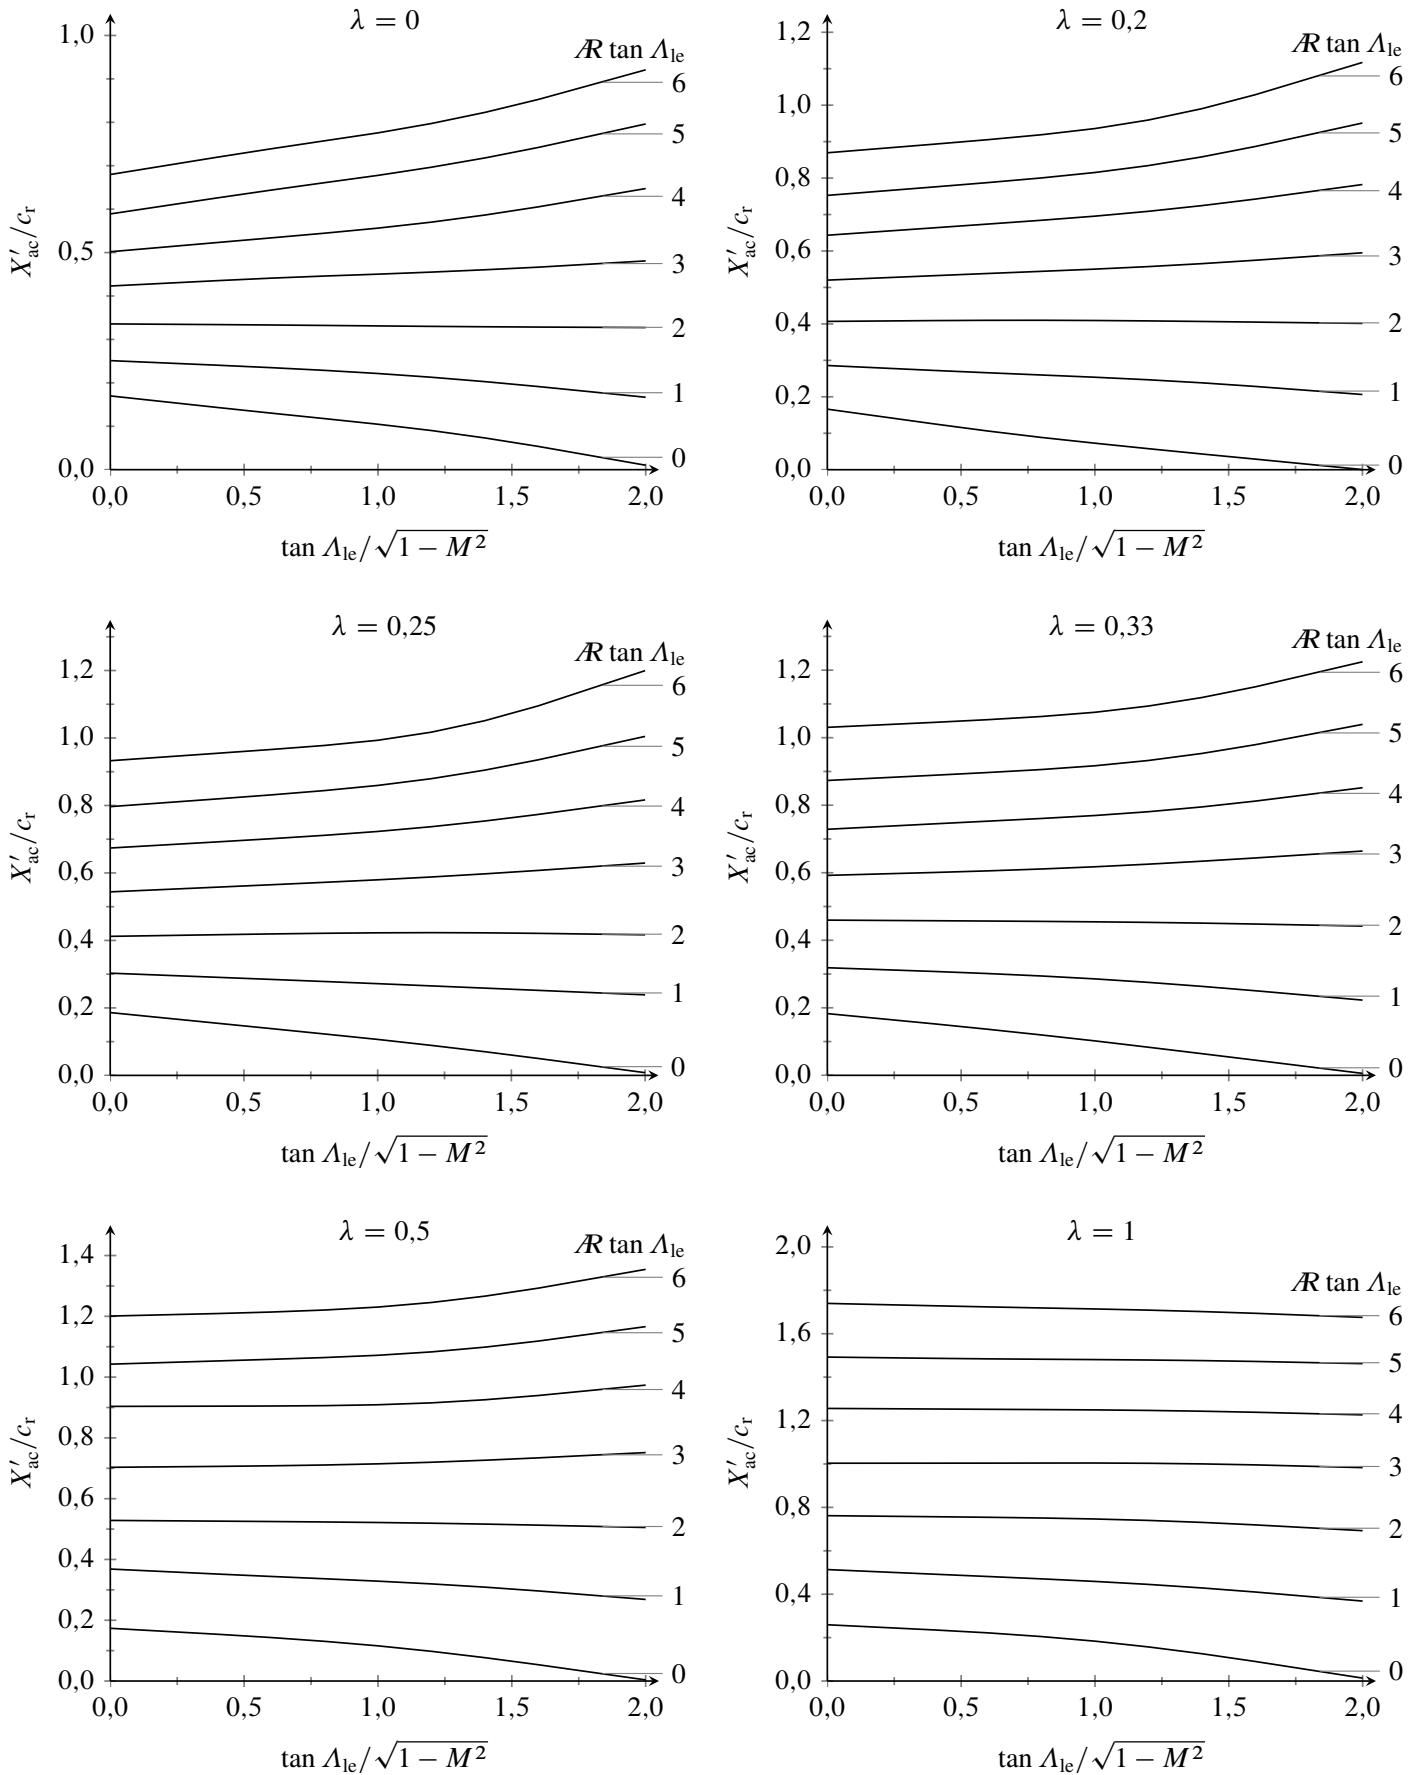 λ = 0
Æ tan Λle
1,0
0,5
0,0
X′ac/cr
6
5
4
3
2
1
0
0,0 0,5 1,0 1,5 2,0
tan Λle/√1 − M²
λ = 0,2
ÆR tan Λle
1,2
1,0
0,8
0,6
0,4
0,2
0,0
X′ac/cr
6
5
4
3
2
1
0
0,0 0,5 1,0 1,5 2,0
tan Λle/√1 − M²
λ = 0,25
ÆR tan Λle
1,2
1,0
0,8
0,6
0,4
0,2
0,0
X′ac/cr
6
5
4
3
2
1
0
0,0 0,5 1,0 1,5 2,0
tan Λle/√1 − M²
λ = 0,33
ÆR tan Λle
1,2
1,0
0,8
0,6
0,4
0,2
0,0
X′ac/cr
6
5
4
3
2
1
0
0,0 0,5 1,0 1,5 2,0
tan Λle/√1 − M²
λ = 0,5
ÆR tan Λle
1,4
1,2
1,0
0,8
0,6
0,4
0,2
0,0
X′ac/cr
6
5
4
3
2
1
0
0,0 0,5 1,0 1,5 2,0
tan Λle/√1 − M²
λ = 1
ÆR tan Λle
2,0
1,6
1,2
0,8
0,4
0,0
X′ac/cr
6
5
4
3
2
1
0
0,0 0,5 1,0 1,5 2,0
tan Λle/√1 − M²